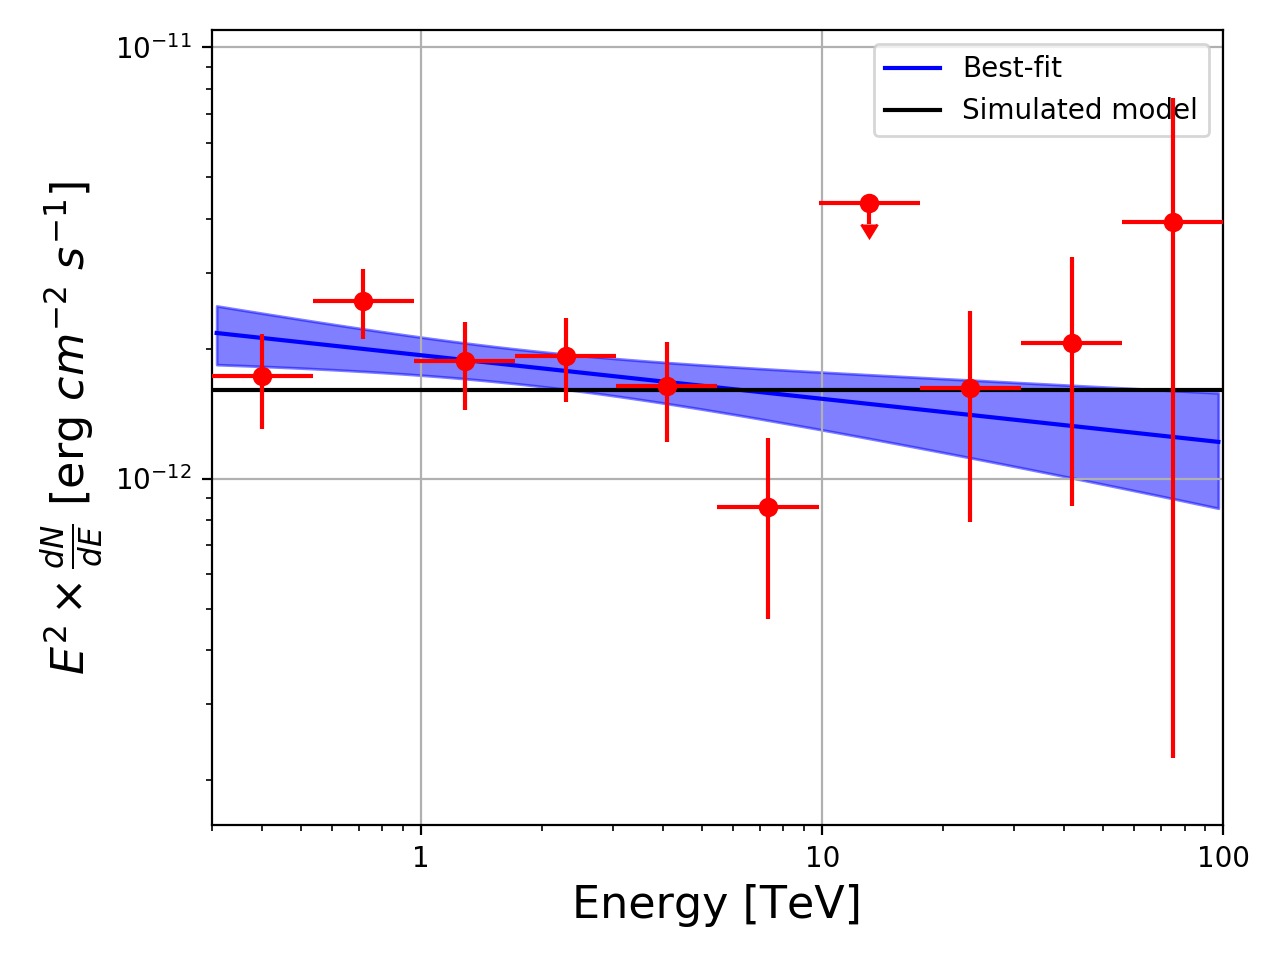 10⁻¹¹
Best-fit
Simulated model
E² × dN/dE [erg cm⁻² s⁻¹]
10⁻¹²
1
10
100
Energy [TeV]